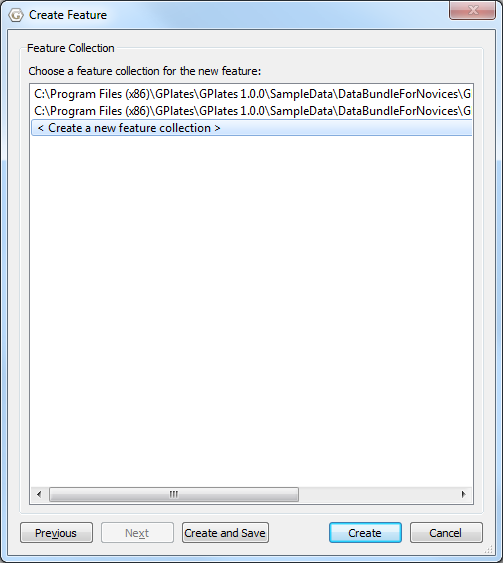 Create Feature
Feature Collection
Choose a feature collection for the new feature:
C:\Program Files (x86)\GPlates\GPlates 1.0.0\SampleData\DataBundleForNovices\G
C:\Program Files (x86)\GPlates\GPlates 1.0.0\SampleData\DataBundleForNovices\G
< Create a new feature collection >
Previous Next Create and Save Create Cancel